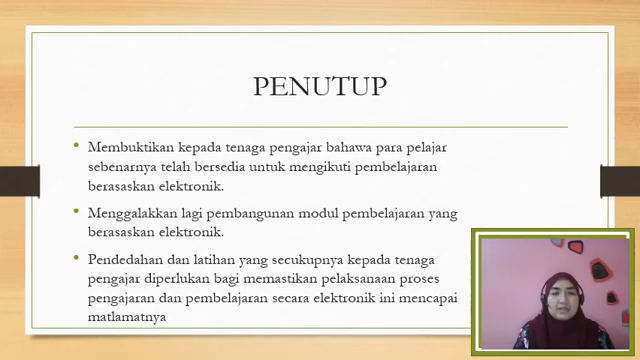 PENUTUP
• Membuktikan kepada tenaga pengajar bahawa para pelajar
sebenarnya telah bersedia untuk mengikuti pembelajaran
berasaskan elektronik.
• Menggalakkan lagi pembangunan modul pembelajaran yang
berasaskan elektronik.
• Pendedahan dan latihan yang secukupnya kepada tenaga
pengajar diperlukan bagi memastikan pelaksanaan proses
pengajaran dan pembelajaran secara elektronik ini mencapai
matlamatnya